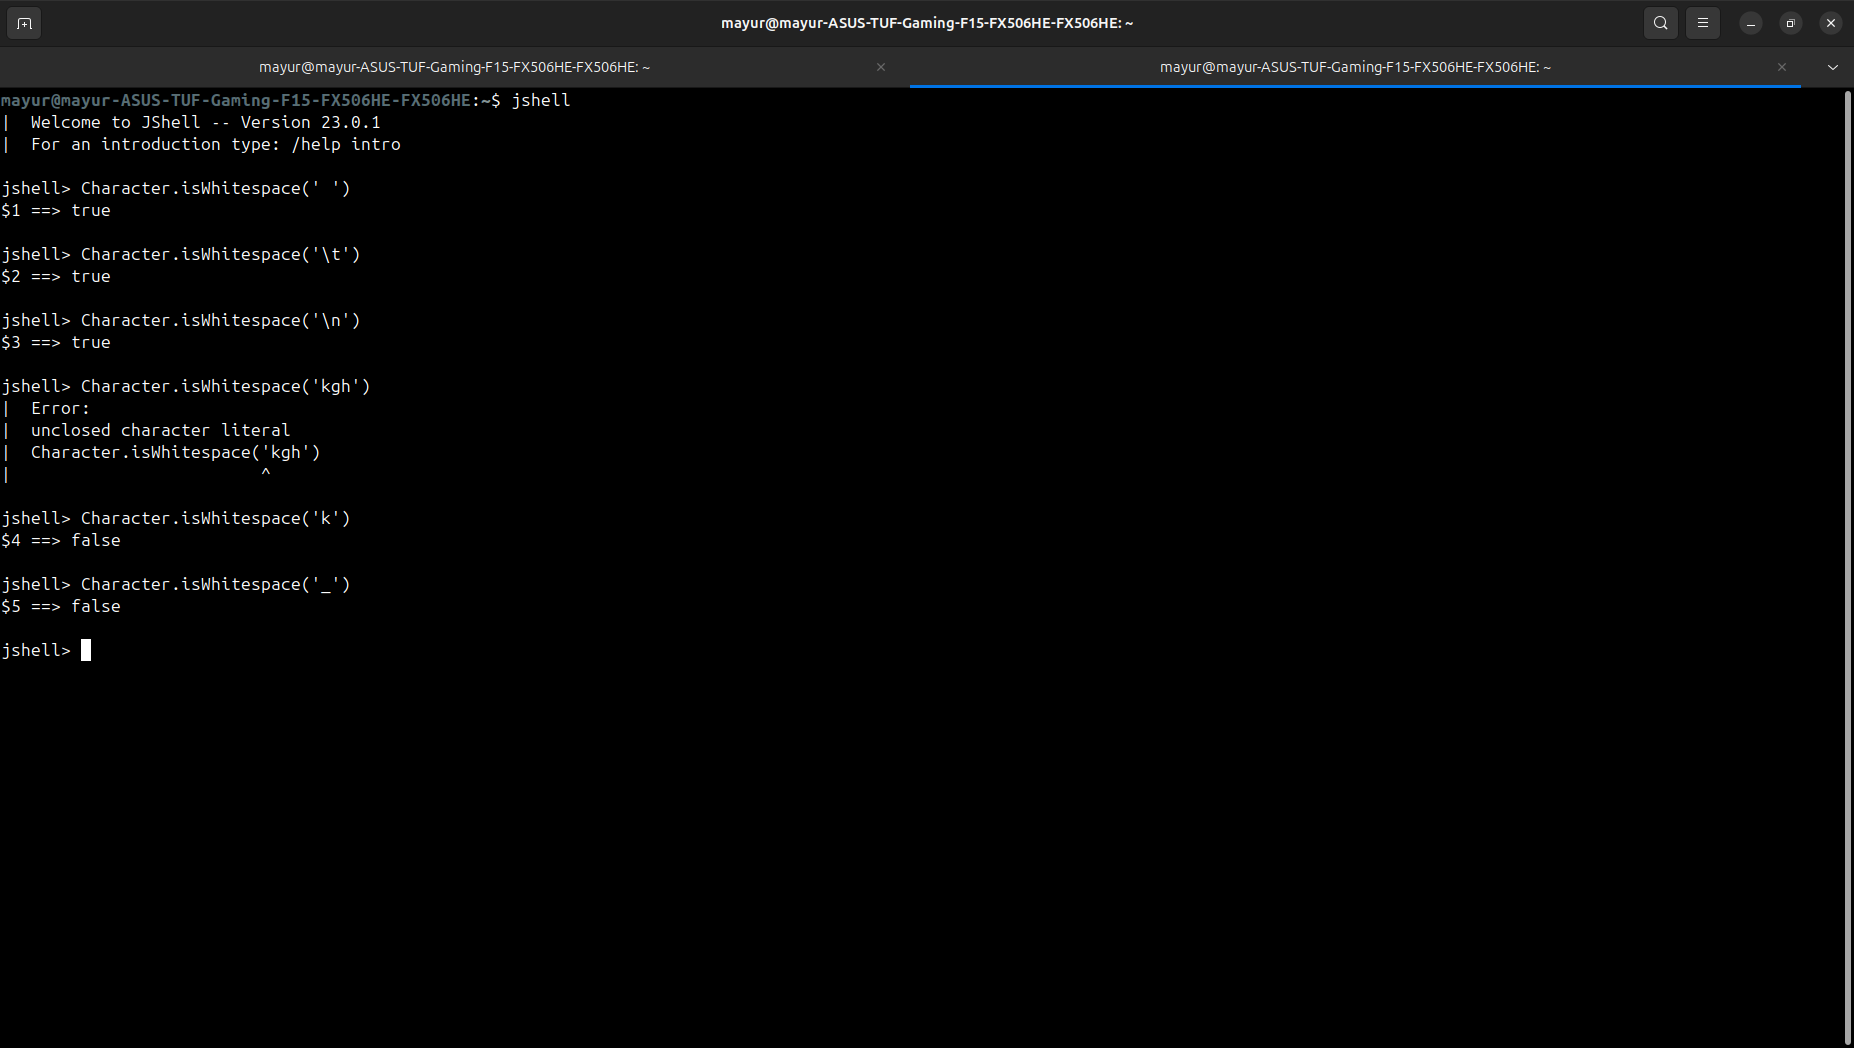 mayur@mayur-ASUS-TUF-Gaming-F15-FX506HE-FX506HE: ~
mayur@mayur-ASUS-TUF-Gaming-F15-FX506HE-FX506HE: ~
mayur@mayur-ASUS-TUF-Gaming-F15-FX506HE-FX506HE: ~
mayur@mayur-ASUS-TUF-Gaming-F15-FX506HE-FX506HE:~$ jshell
|  Welcome to JShell -- Version 23.0.1
|  For an introduction type: /help intro
jshell> Character.isWhitespace(' ')
$1 ==> true
jshell> Character.isWhitespace('\t')
$2 ==> true
jshell> Character.isWhitespace('\n')
$3 ==> true
jshell> Character.isWhitespace('kgh')
|  Error:
|  unclosed character literal
|  Character.isWhitespace('kgh')
|                         ^
jshell> Character.isWhitespace('k')
$4 ==> false
jshell> Character.isWhitespace('_')
$5 ==> false
jshell>